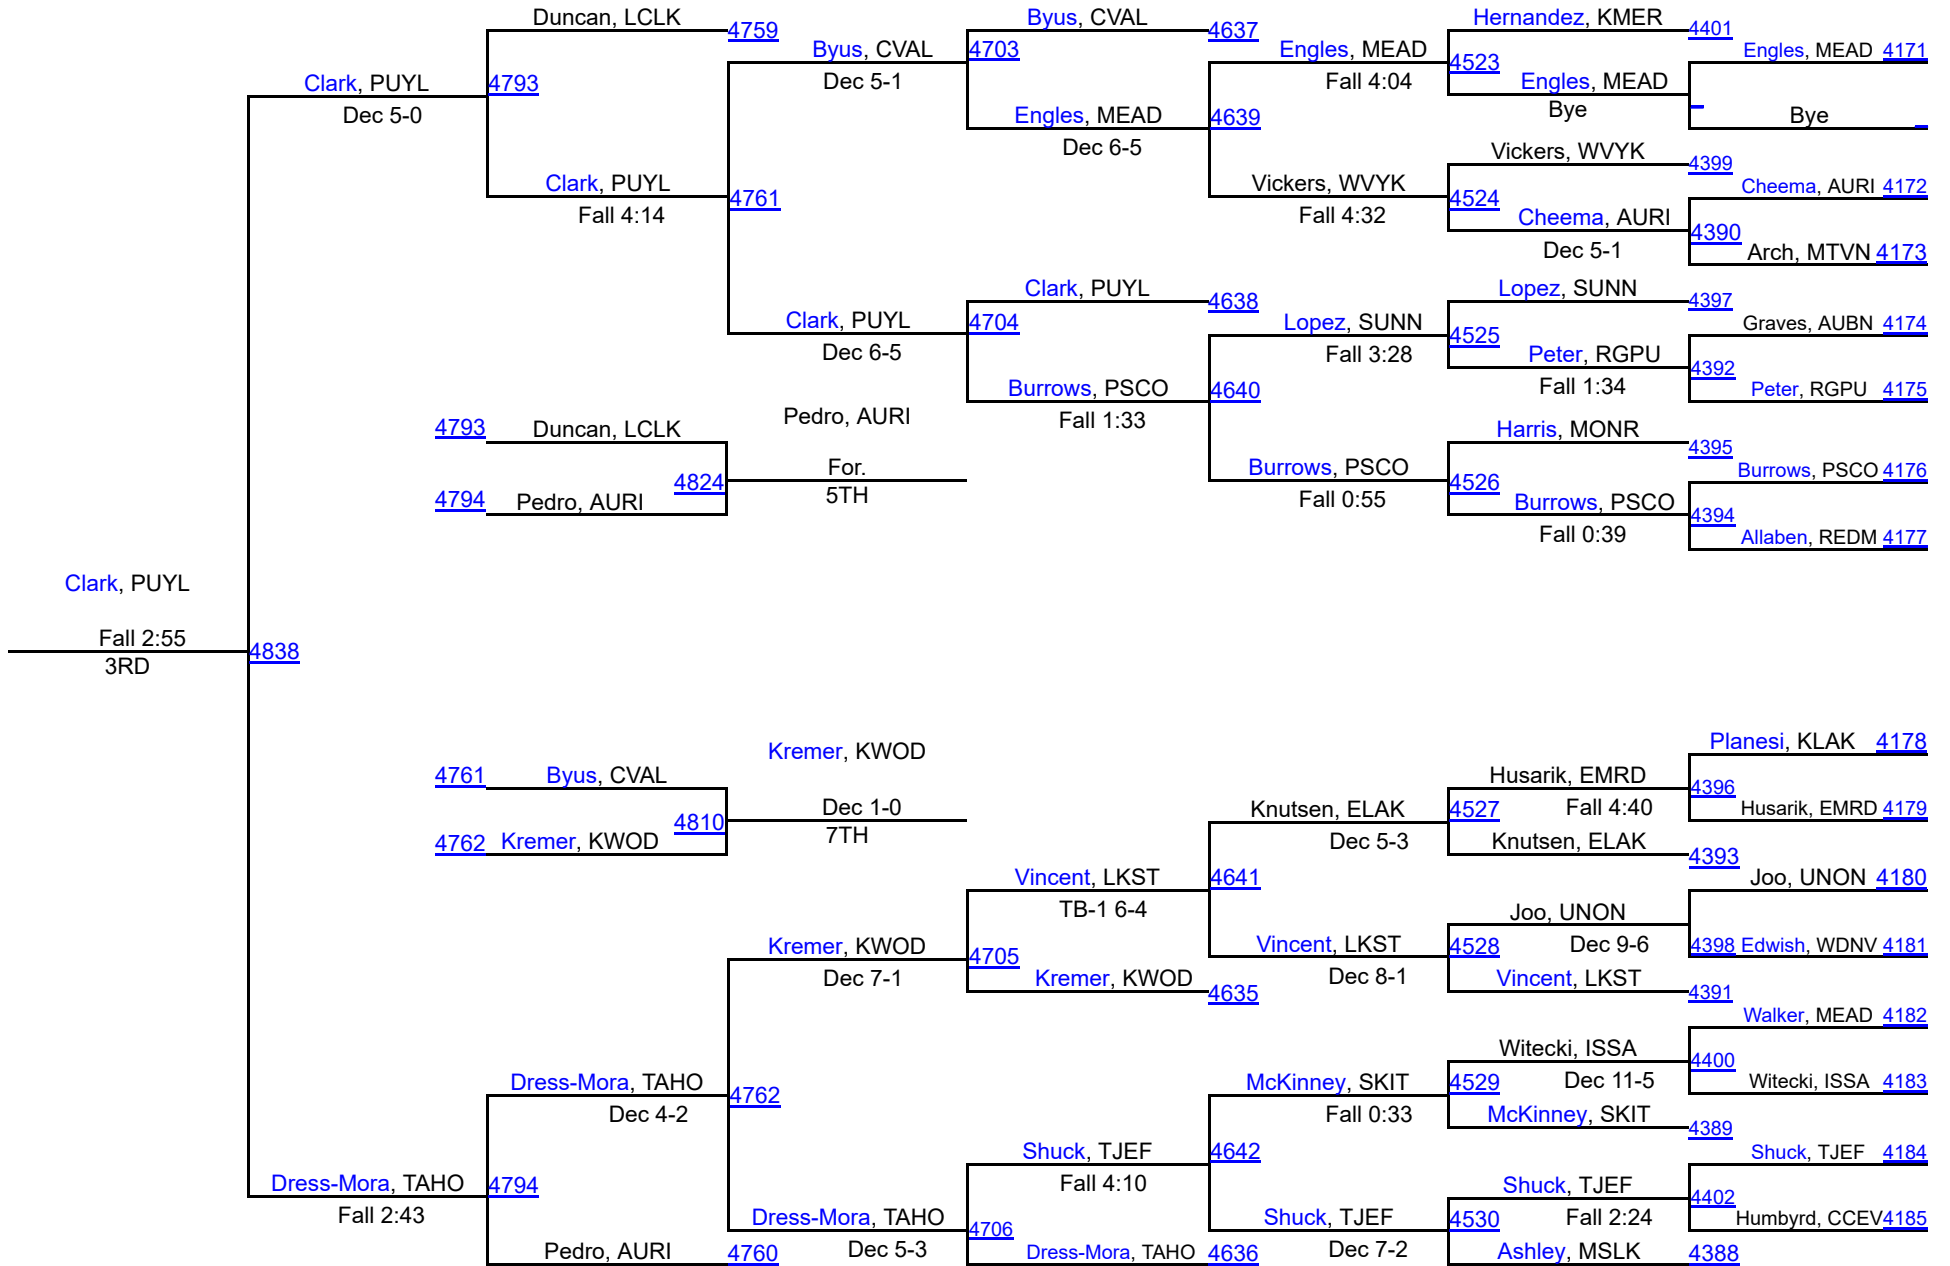 Duncan, LCLK
4759
Byus, CVAL
4637
Hernandez, KMER
4401
Byus, CVAL
4703
Engles, MEAD
Engles, MEAD 4171
Clark, PUYL
4793
Dec 5-1
Fall 4:04
4523
Engles, MEAD
Dec 5-0
Engles, MEAD
4639
Bye
Bye
Dec 6-5
Vickers, WVYK
4399
Clark, PUYL
Vickers, WVYK
Cheema, AURI 4172
Fall 4:14
4761
Fall 4:32
4524
Cheema, AURI
4390
Dec 5-1
Arch, MTVN 4173
Clark, PUYL
4638
Lopez, SUNN
4397
Clark, PUYL
4704
Lopez, SUNN
Graves, AUBN 4174
Dec 6-5
Fall 3:28
4525
Peter, RGPU
4392
Burrows, PSCO
4640
Fall 1:34
Peter, RGPU 4175
Pedro, AURI
Fall 1:33
4793
Duncan, LCLK
Harris, MONR
4395
For.
Burrows, PSCO
Burrows, PSCO 4176
4824
5TH
Fall 0:55
4526
4794
Pedro, AURI
Burrows, PSCO
4394
Fall 0:39
Allaben, REDM 4177
Clark, PUYL
Fall 2:55
4838
3RD
Kremer, KWOD
Planesi, KLAK 4178
4761
Byus, CVAL
Husarik, EMRD
4396
Dec 1-0
Knutsen, ELAK
4527
Fall 4:40
Husarik, EMRD 4179
4810
7TH
Dec 5-3
4762
Kremer, KWOD
Knutsen, ELAK
4393
Vincent, LKST
4641
Joo, UNON 4180
TB-1 6-4
Joo, UNON
Kremer, KWOD
4705
Vincent, LKST
4528
Dec 9-6
4398
Edwish, WDNV 4181
Dec 7-1
Kremer, KWOD
4635
Dec 8-1
Vincent, LKST
4391
Walker, MEAD 4182
Witecki, ISSA
4400
Dress-Mora, TAHO
4762
McKinney, SKIT
4529
Dec 11-5
Witecki, ISSA 4183
Dec 4-2
Fall 0:33
McKinney, SKIT
4389
Shuck, TJEF
4642
Shuck, TJEF 4184
Dress-Mora, TAHO
4794
Fall 4:10
Shuck, TJEF
4402
Fall 2:43
Dress-Mora, TAHO
4706
Shuck, TJEF
4530
Fall 2:24
Humbyrd, CCEV 4185
Pedro, AURI
4760
Dec 5-3
Dress-Mora, TAHO
4636
Dec 7-2
Ashley, MSLK
4388